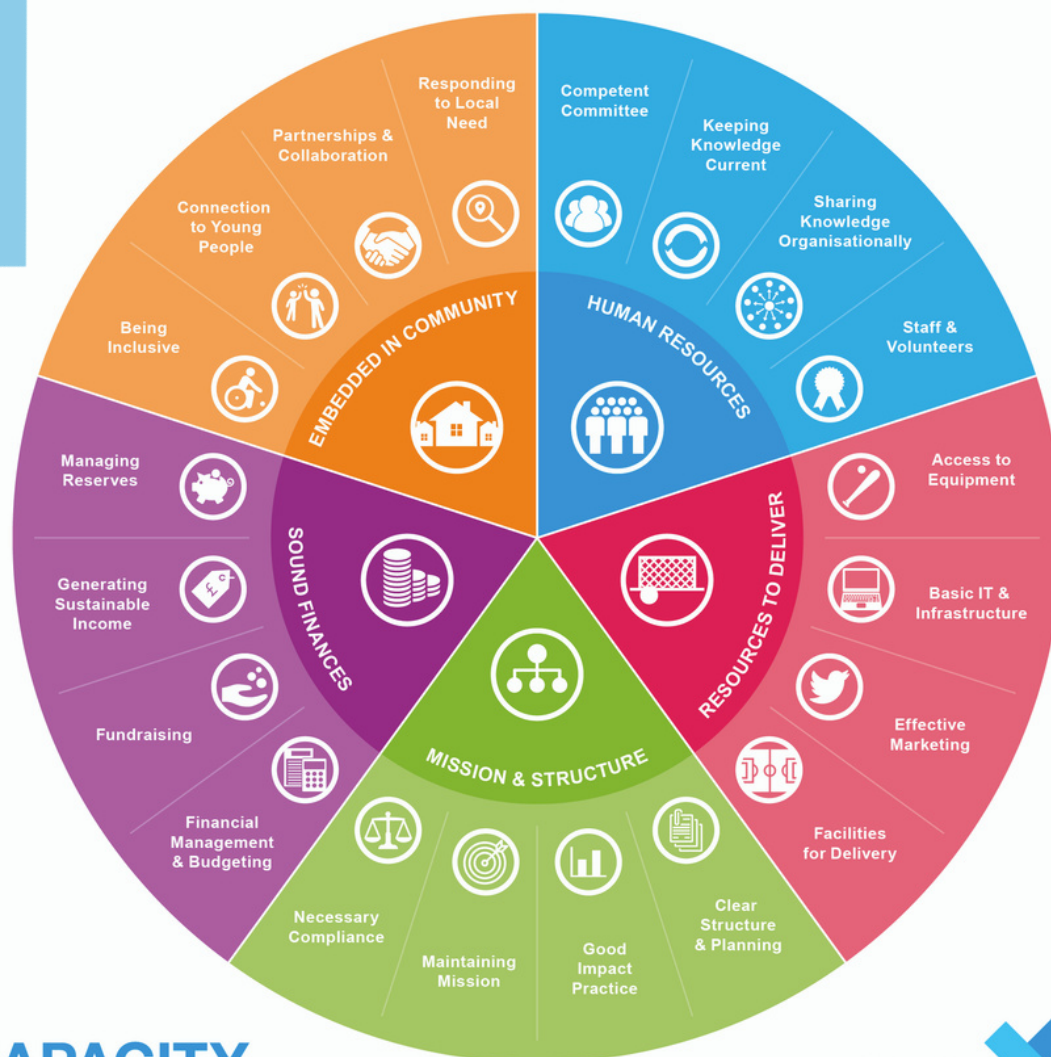 Responding
to Local
Need
Partnerships &
Collaboration
Connection
to Young
People
Being
Inclusive
EMBEDDED IN COMMUNITY
Competent
Committee
Keeping
Knowledge
Current
Sharing
Knowledge
Organisationally
Staff &
Volunteers
HUMAN RESOURCES
Access to
Equipment
Basic IT &
Infrastructure
Effective
Marketing
Facilities
for Delivery
RESOURCES TO DELIVER
Clear
Structure
& Planning
Good
Impact
Practice
Maintaining
Mission
Necessary
Compliance
MISSION & STRUCTURE
Financial
Management
& Budgeting
Fundraising
Generating
Sustainable
Income
£
Managing
Reserves
SOUND FINANCES